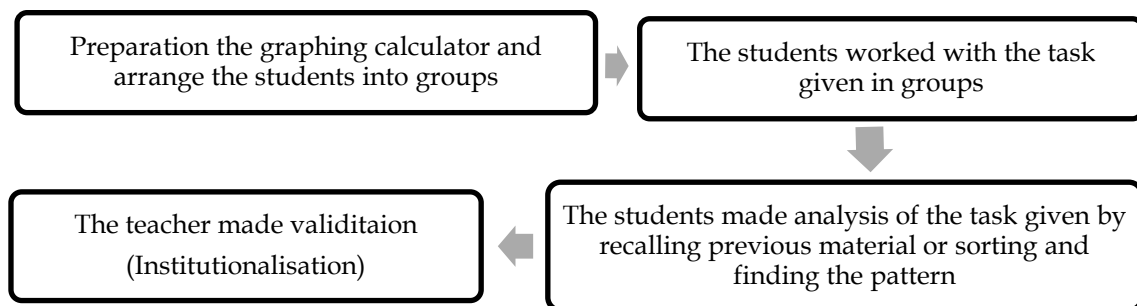 Preparation the graphing calculator and
arrange the students into groups
The students worked with the task
given in groups
The students made analysis of the task given by
recalling previous material or sorting and
finding the pattern
The teacher made validitaion
(Institutionalisation)